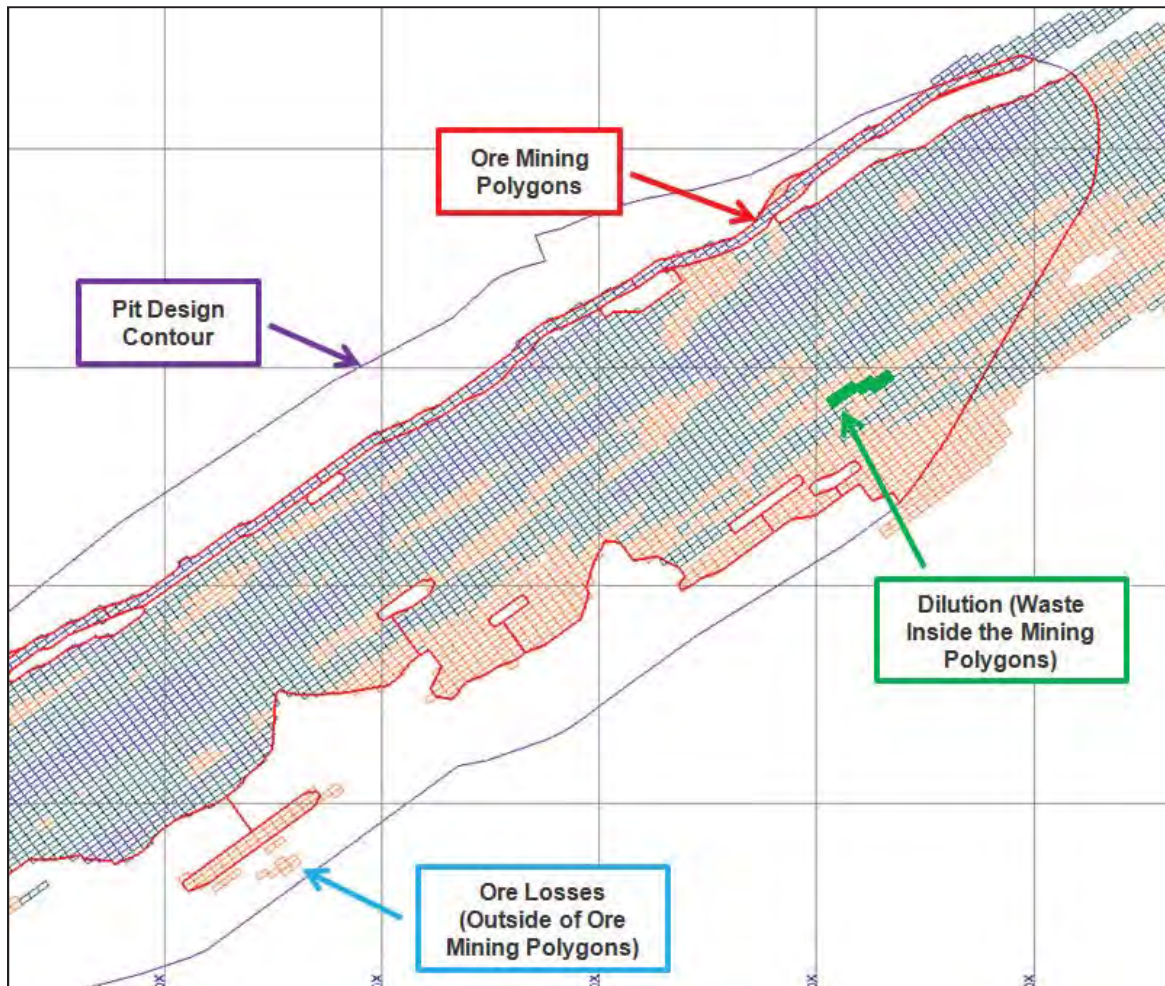 Ore Mining
Polygons
Pit Design
Contour
Dilution (Waste
Inside the Mining
Polygons)
Ore Losses
(Outside of Ore
Mining Polygons)